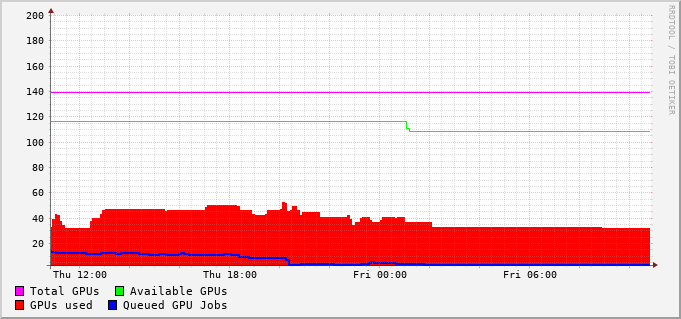 200
180
160
140
120
100
80
60
40
20
Thu 12:00 Thu 18:00 Fri 00:00 Fri 06:00
Total GPUs Available GPUs
GPUs used Queued GPU Jobs
RRDTOOL / TOBI OETIKER